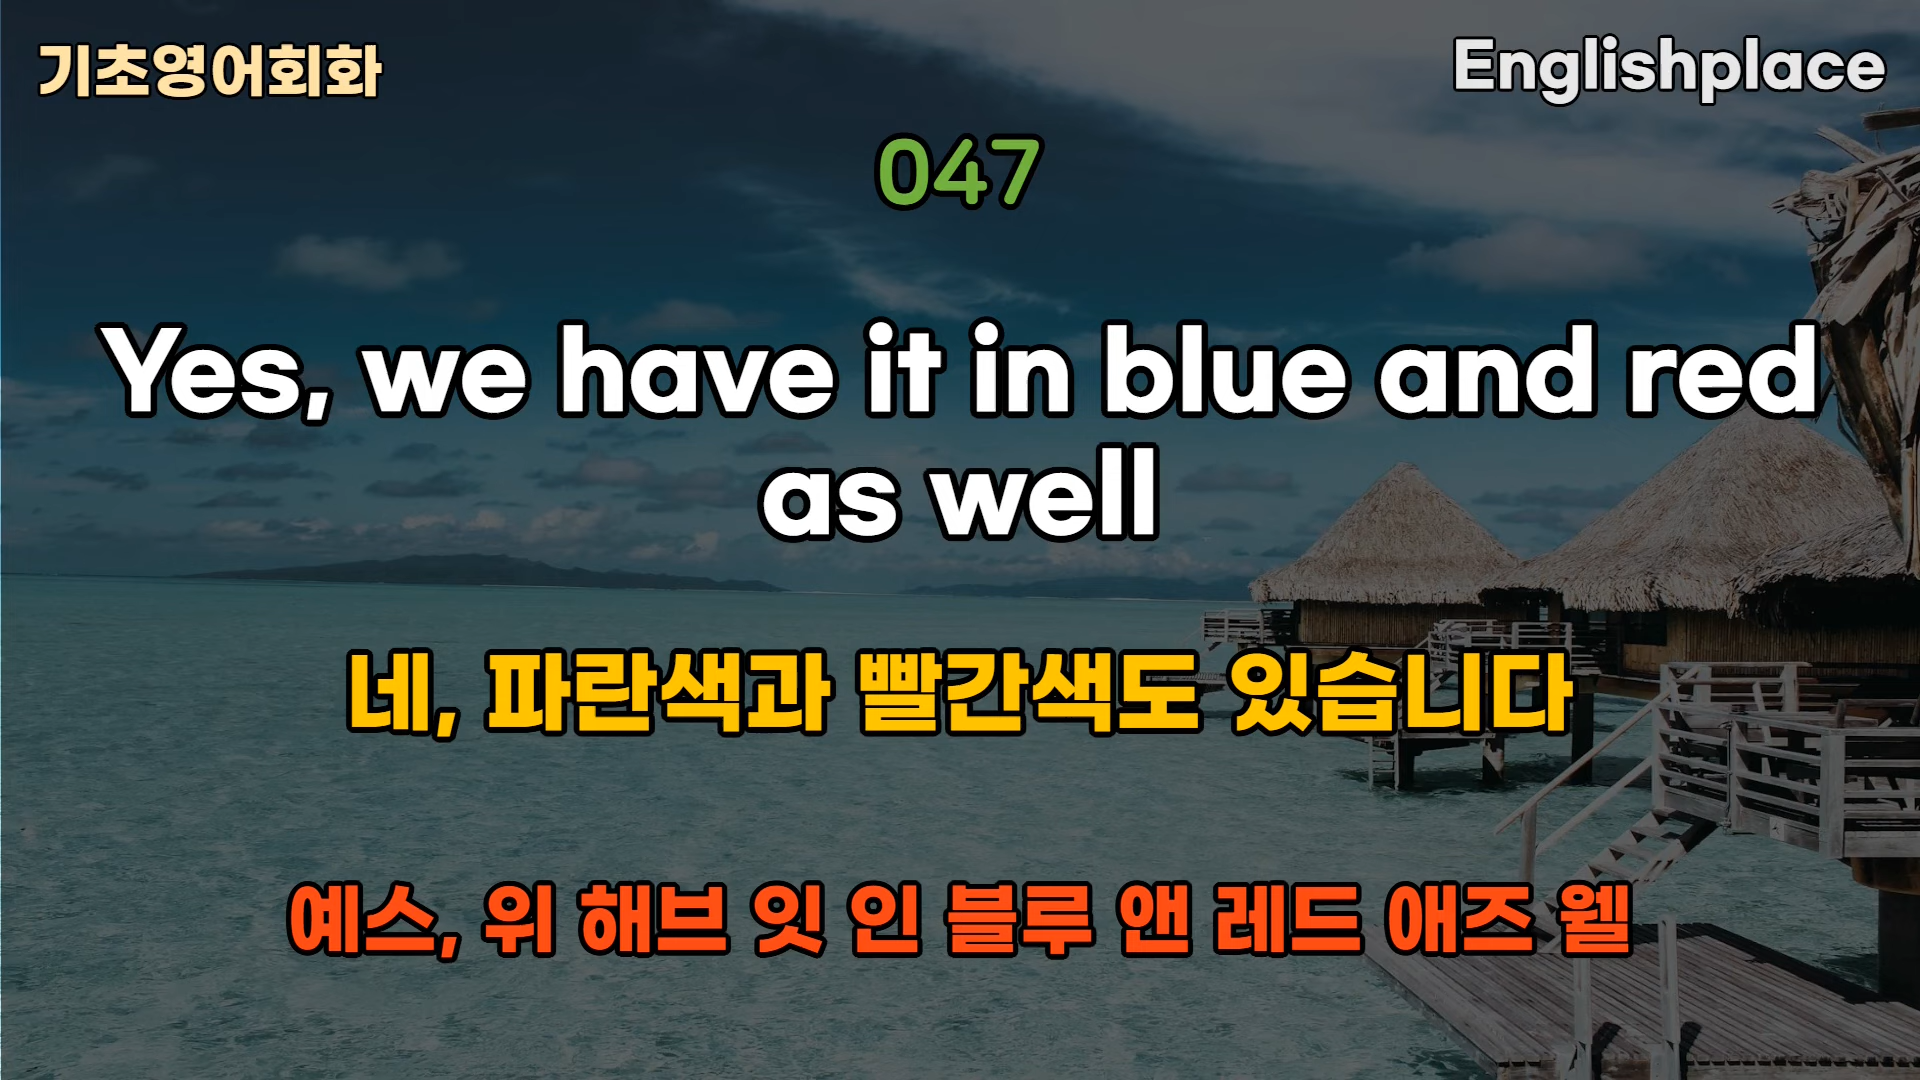 기초영어회화
Englishplace
047
Yes, we have it in blue and red
as well
네, 파란색과 빨간색도 있습니다
예스, 위 해브 잇 인 블루 앤 레드 애즈 웰